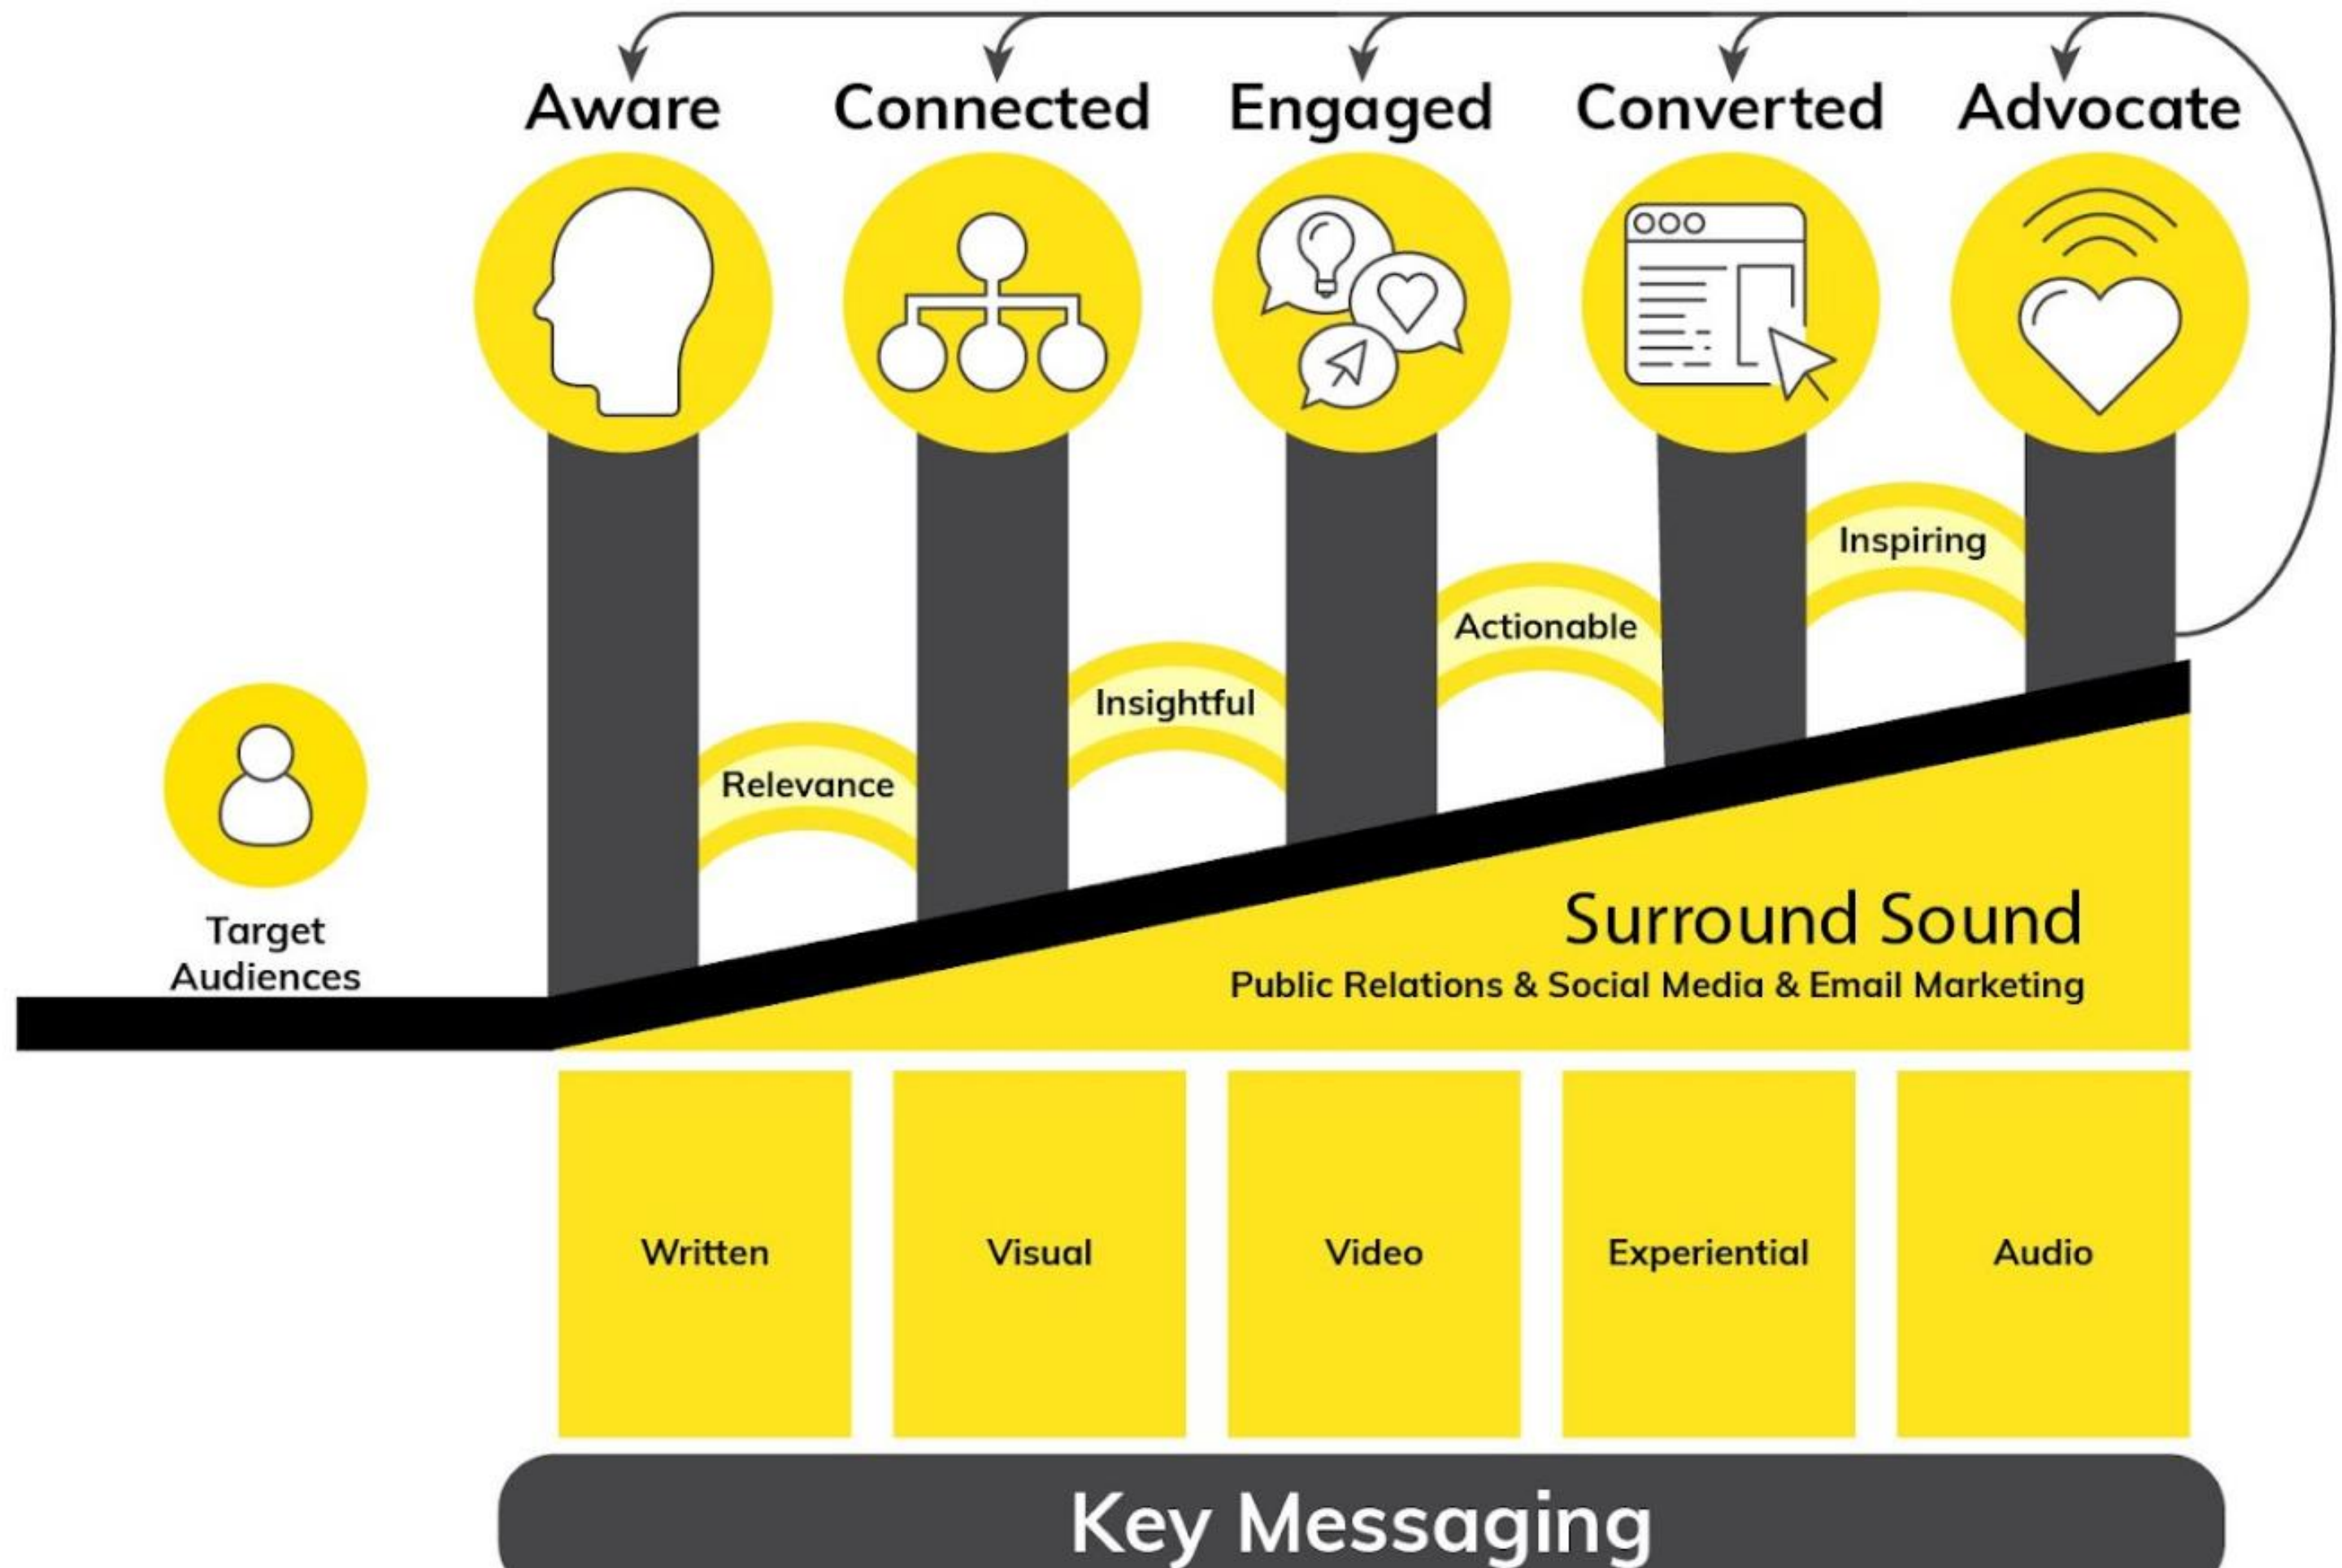 Aware
Connected
Engaged
Converted
Advocate
Inspiring
Actionable
Insightful
Relevance
Target
Audiences
Surround Sound
Public Relations & Social Media & Email Marketing
Written
Visual
Video
Experiential
Audio
Key Messaging